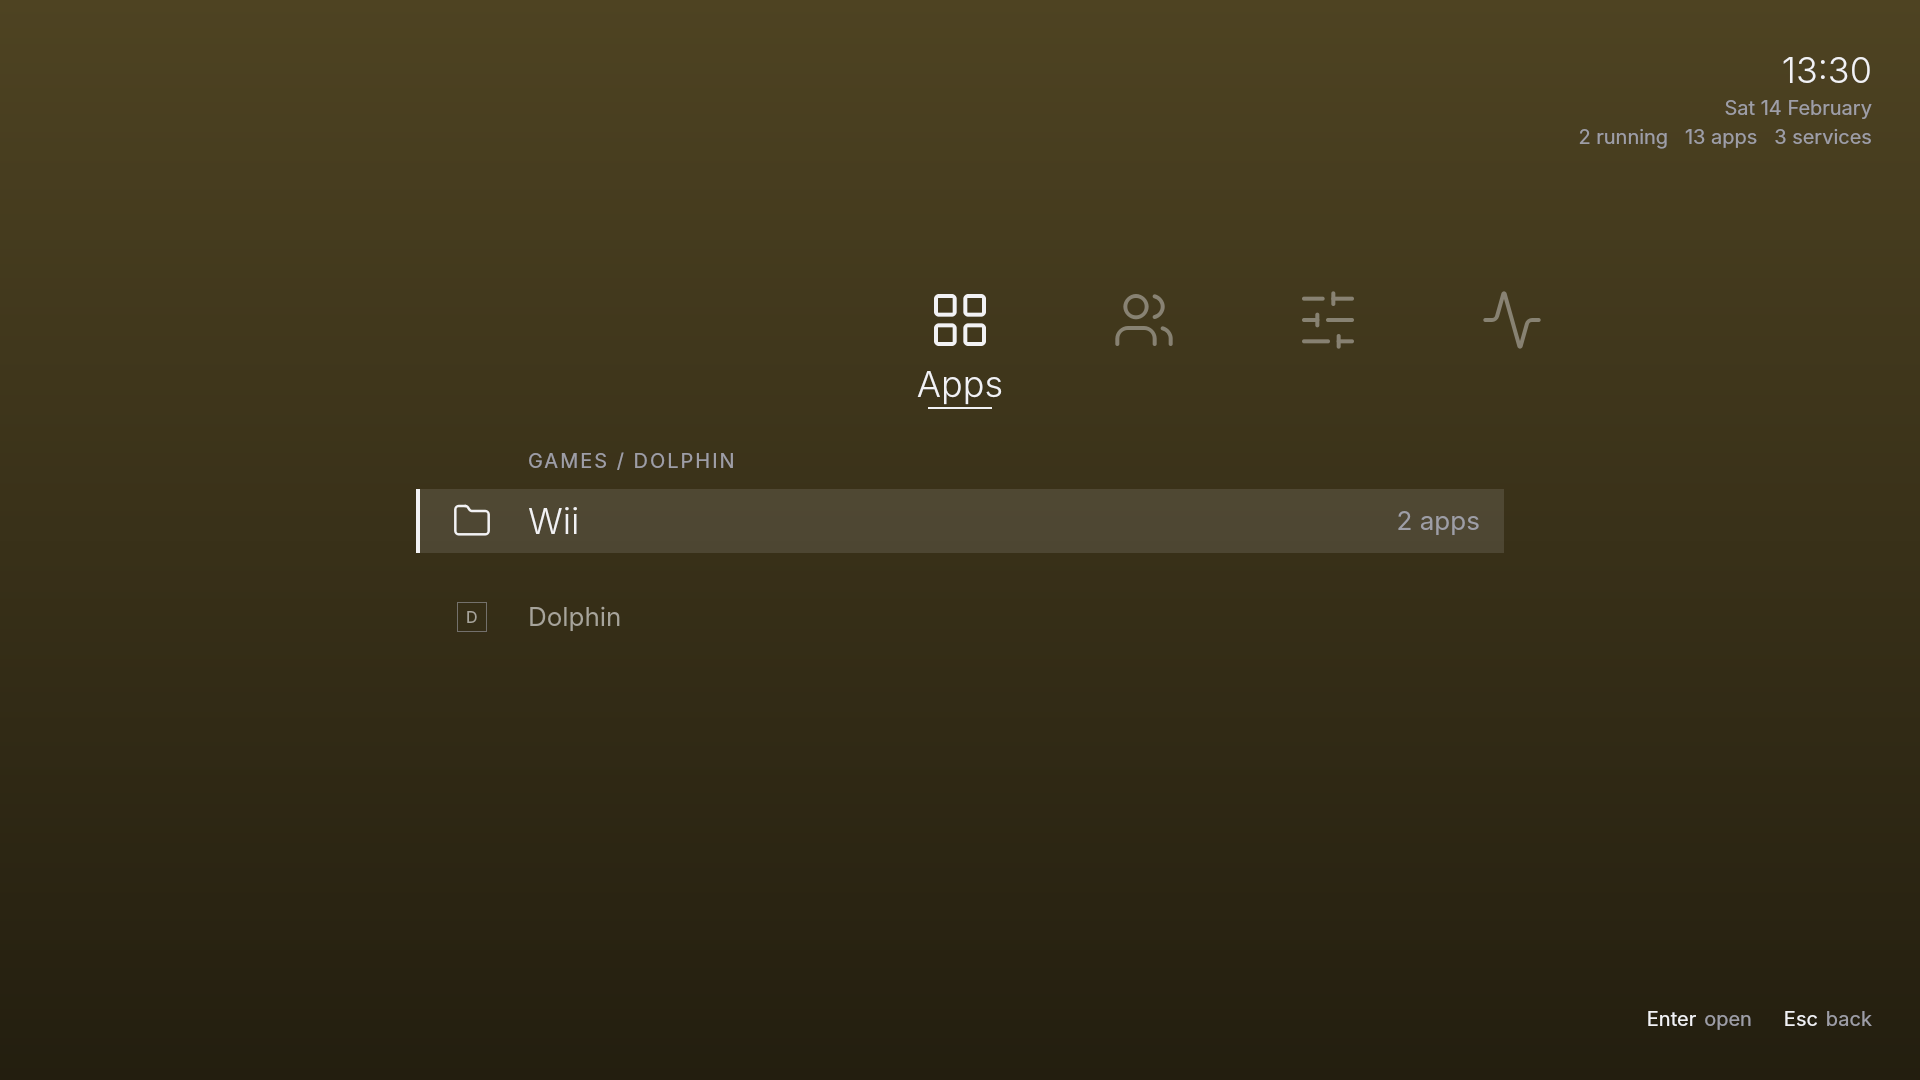 13:30
Sat 14 February
2 running 13 apps 3 services
Apps
GAMES / DOLPHIN
Wii 2 apps
D Dolphin
Enter open Esc back